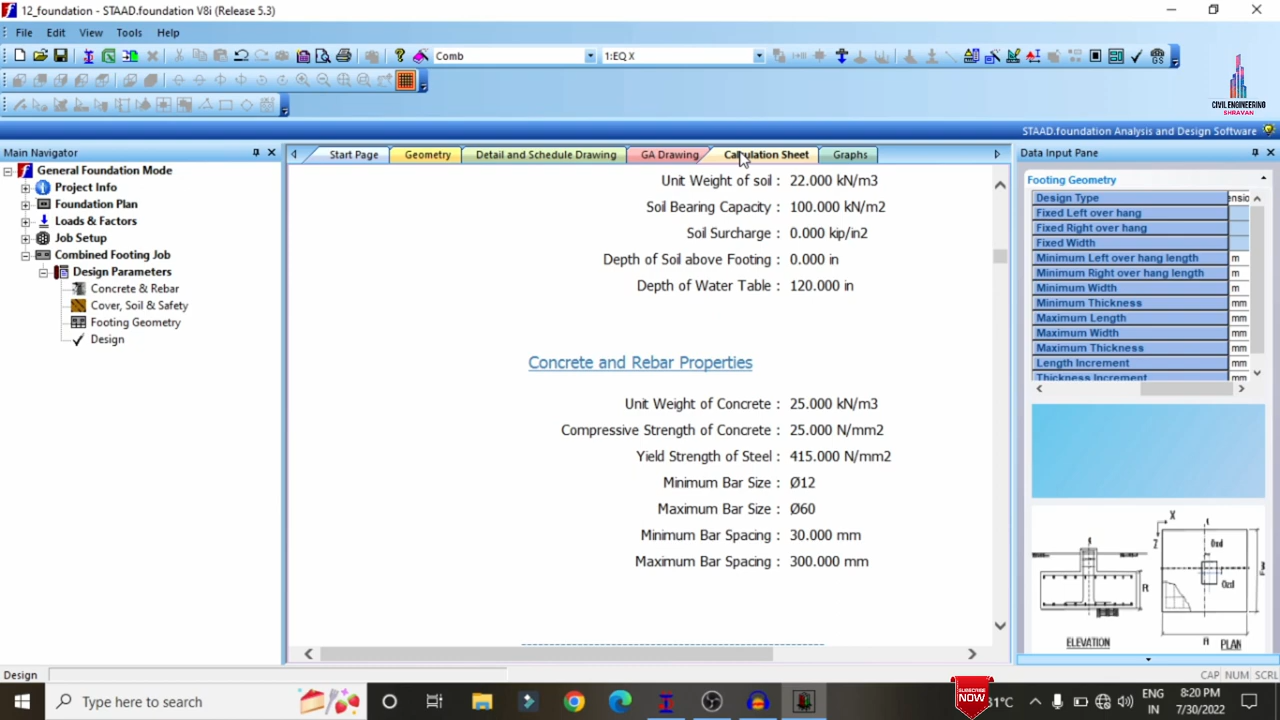 12_foundation - STAAD.foundation V8i (Release 5.3)
File Edit View Tools Help
Comb
1:EQ X
CIVIL ENGINEERING
SHRAVAN
STAAD.foundation Analysis and Design Software
Main Navigator
General Foundation Mode
Project Info
Foundation Plan
Loads & Factors
Job Setup
Combined Footing Job
Design Parameters
Concrete & Rebar
Cover, Soil & Safety
Footing Geometry
Design
Start Page Geometry Detail and Schedule Drawing GA Drawing Calculation Sheet Graphs
Unit Weight of soil : 22.000 kN/m3
Soil Bearing Capacity : 100.000 kN/m2
Soil Surcharge : 0.000 kip/in2
Depth of Soil above Footing : 0.000 in
Depth of Water Table : 120.000 in
Concrete and Rebar Properties
Unit Weight of Concrete : 25.000 kN/m3
Compressive Strength of Concrete : 25.000 N/mm2
Yield Strength of Steel : 415.000 N/mm2
Minimum Bar Size : Ø12
Maximum Bar Size : Ø60
Minimum Bar Spacing : 30.000 mm
Maximum Bar Spacing : 300.000 mm
Data Input Pane
Footing Geometry
Design Type ensic
Fixed Left over hang
Fixed Right over hang
Fixed Width
Minimum Left over hang length m
Minimum Right over hang length m
Minimum Width m
Minimum Thickness mm
Maximum Length mm
Maximum Width mm
Maximum Thickness mm
Length Increment mm
Thickness Increment mm
X
Z
R
ELEVATION
PLAN
Design
CAP NUM SCRL
Type here to search
SUBSCRIBE
NOW
31°C
ENG
IN
8:20 PM
7/30/2022